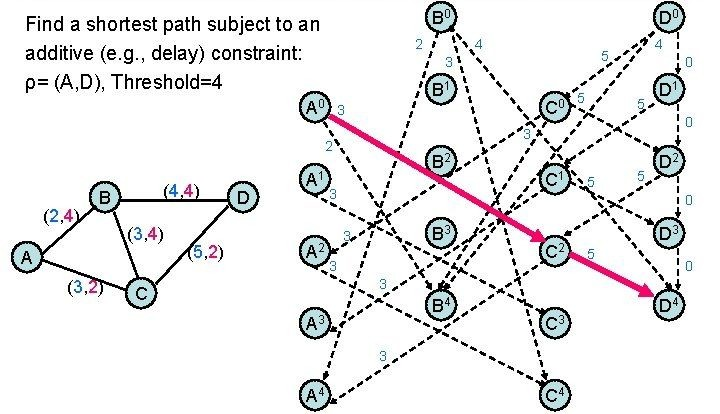 Find a shortest path subject to an
additive (e.g., delay) constraint:
ρ= (A,D), Threshold=4
B
(4,4)
D
(2,4)
(3,4)
(5,2)
A
(3,2)
C
B⁰
D⁰
2
3
4
5
4
0
B¹
D¹
A⁰
3
C⁰
5
5
0
2
3
B²
D²
A¹
3
C¹
5
5
0
B³
D³
A²
3
3
C²
5
0
3
B⁴
D⁴
A³
C³
3
A⁴
C⁴